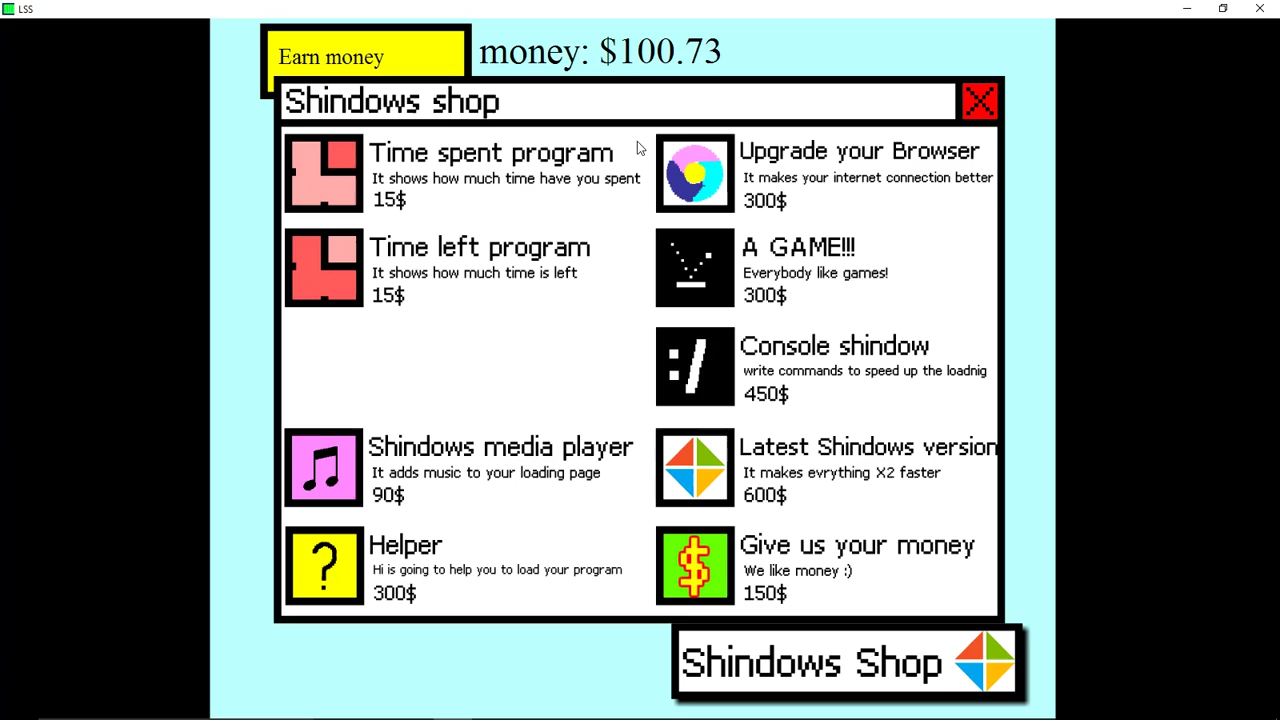 LSS
Earn money
money: $100.73
Shindows shop
Time spent program
It shows how much time have you spent
15$
Time left program
It shows how much time is left
15$
Shindows media player
It adds music to your loading page
90$
Helper
Hi is going to help you to load your program
300$
Upgrade your Browser
It makes your internet connection better
300$
A GAME!!!
Everybody like games!
300$
:/
Console shindow
write commands to speed up the loadnig
450$
Latest Shindows version
It makes evrything X2 faster
600$
Give us your money
We like money :)
150$
Shindows Shop